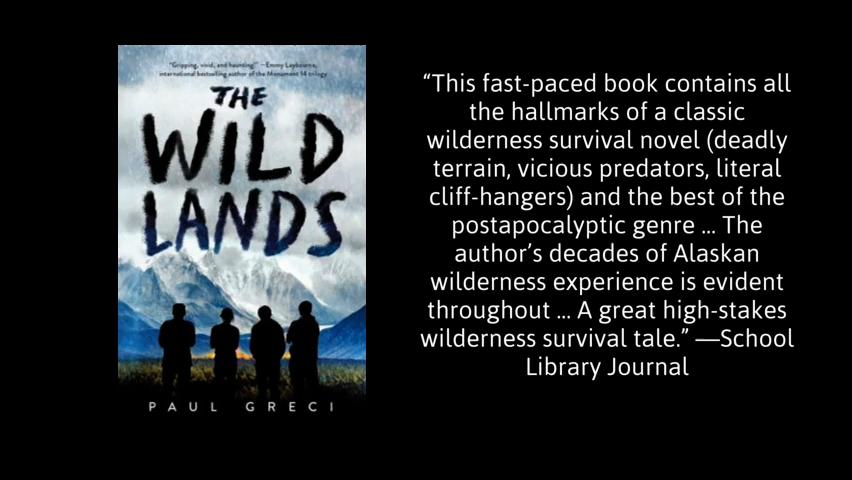 "Gripping, vivid, and haunting!" —Emmy Laybourne,
international bestselling author of the Monument 14 trilogy
THE
WILD
LANDS
PAUL GRECI
“This fast-paced book contains all
the hallmarks of a classic
wilderness survival novel (deadly
terrain, vicious predators, literal
cliff-hangers) and the best of the
postapocalyptic genre ... The
author’s decades of Alaskan
wilderness experience is evident
throughout ... A great high-stakes
wilderness survival tale.” —School
Library Journal